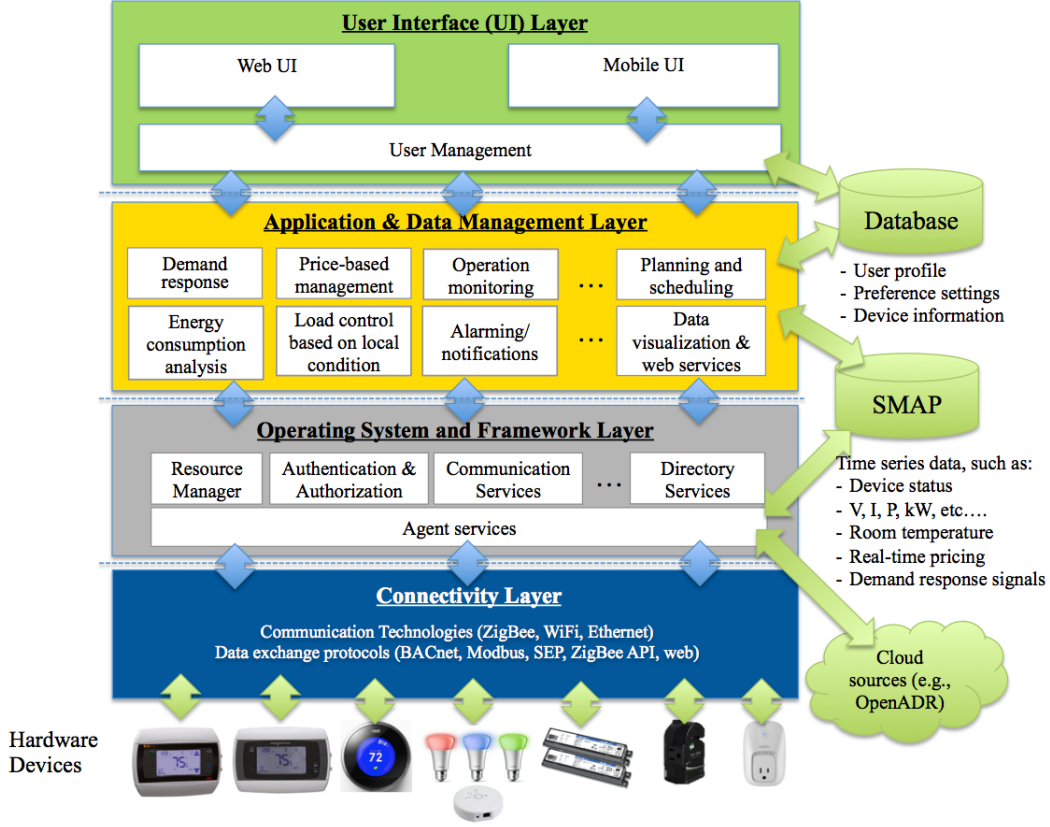 User Interface (UI) Layer
Web UI
Mobile UI
User Management
Database
- User profile
- Preference settings
- Device information
Application & Data Management Layer
Demand
response
Price-based
management
Operation
monitoring
...
Planning and
scheduling
Energy
consumption
analysis
Load control
based on local
condition
Alarming/
notifications
...
Data
visualization &
web services
SMAP
Time series data, such as:
- Device status
- V, I, P, kW, etc….
- Room temperature
- Real-time pricing
- Demand response signals
Operating System and Framework Layer
Resource
Manager
Authentication &
Authorization
Communication
Services
...
Directory
Services
Agent services
Connectivity Layer
Communication Technologies (ZigBee, WiFi, Ethernet)
Data exchange protocols (BACnet, Modbus, SEP, ZigBee API, web)
Cloud
sources (e.g.,
OpenADR)
Hardware
Devices
75
75
72